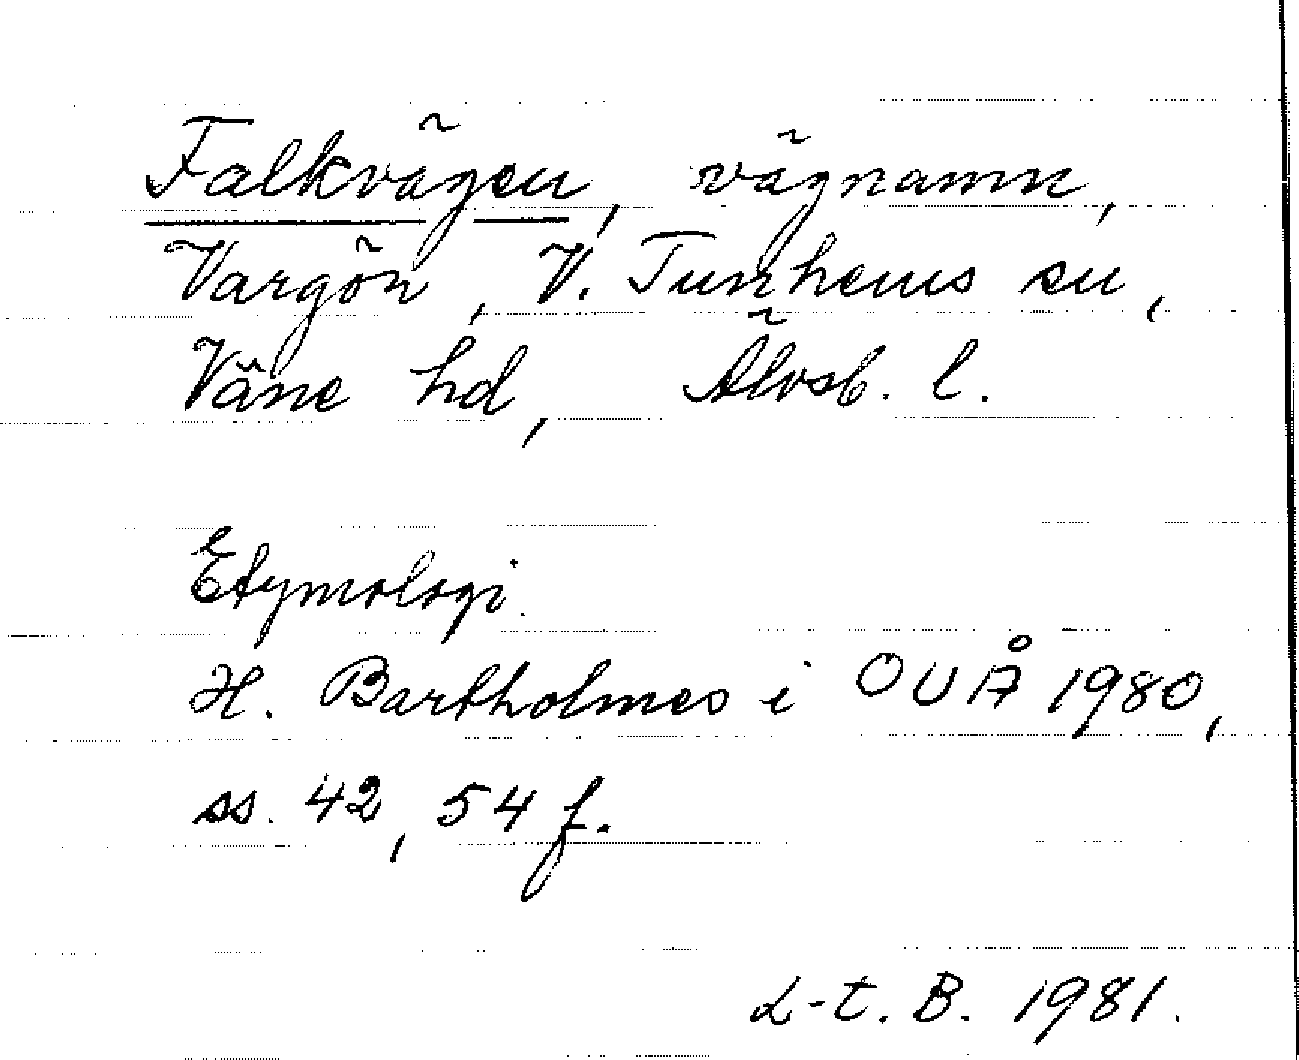 Falkvägen, vägnamn,
Vargön, V. Tunhems sn,
Väne hd, Älvsb. l.
Etymologi.
H. Bartholmes i OUÅ 1980,
ss. 42, 54 f.
L-t. B. 1981.